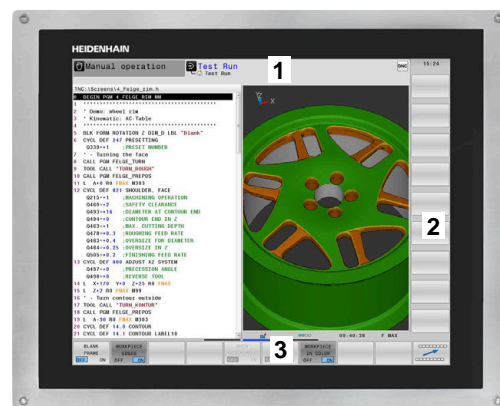 HEIDENHAIN
Manual operation
Test Run
Test Run
DNC
15:24
1
TNC:\Screens\4_Felge_rim.h
0 BEGIN PGM 4_FELGE_RIM MM
1 * ****************************************
2 * Demo: wheel rim
3 * Kinematic: AC-Table
4 * ****************************************
5 BLK FORM ROTATION Z DIM_D LBL "Blank"
6 CYCL DEF 247 PRESETTING
Q339=+1 ;PRESET NUMBER
7 * - Turning the face
8 CALL PGM FELGE_TURN
9 TOOL CALL "TURN_ROUGH"
10 CALL PGM FELGE_PREPOS
11 L A+0 R0 FMAX M303
12 CYCL DEF 821 SHOULDER, FACE
Q215=+1 ;MACHINING OPERATION
Q460=+2 ;SAFETY CLEARANCE
Q493=+16 ;DIAMETER AT CONTOUR END
Q494=+0 ;CONTOUR END IN Z
Q463=+1 ;MAX. CUTTING DEPTH
Q478=+0.3 ;ROUGHING FEED RATE
Q483=+0.4 ;OVERSIZE FOR DIAMETER
Q484=+0.25 ;OVERSIZE IN Z
Q505=+0.2 ;FINISHING FEED RATE
13 CYCL DEF 800 ADJUST XZ SYSTEM
Q497=+0 ;PRECESSION ANGLE
Q498=+0 ;REVERSE TOOL
14 L X+170 Y+0 Z+25 R0 FMAX
15 L Z+2 R0 FMAX M99
16 * - Turn contour outside
17 TOOL CALL "TURN_KONTUR"
18 CALL PGM FELGE_PREPOS
19 L A-90 R0 FMAX M303
20 CYCL DEF 14.0 CONTOUR
21 CYCL DEF 14.1 CONTOUR LABEL10
2
00:40:38 F MAX
3
BLANK FRAME
OFF ON
WORKPIECE EDGES
OFF ON
WORKPIECE IN COLOR
OFF ON